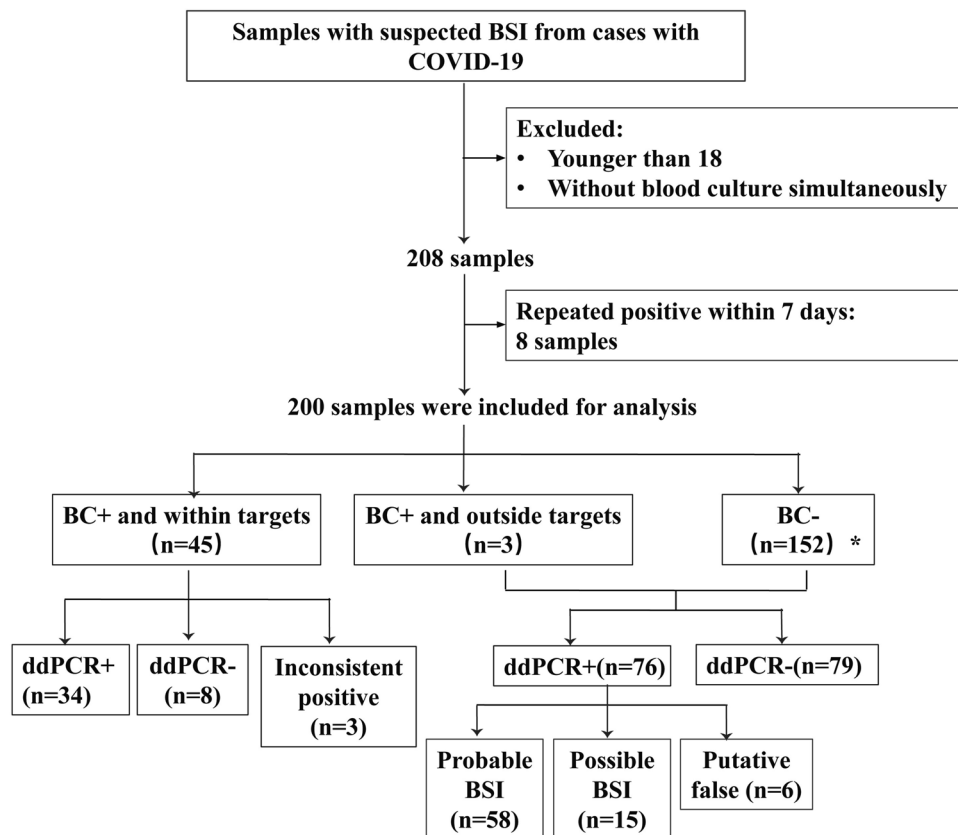 Samples with suspected BSI from cases with
COVID-19
Excluded:
• Younger than 18
• Without blood culture simultaneously
208 samples
Repeated positive within 7 days:
8 samples
200 samples were included for analysis
BC+ and within targets
(n=45)
BC+ and outside targets
(n=3)
BC-
(n=152) *
ddPCR+
(n=34)
ddPCR-
(n=8)
Inconsistent
positive
(n=3)
ddPCR+(n=76)
ddPCR-(n=79)
Probable
BSI
(n=58)
Possible
BSI
(n=15)
Putative
false (n=6)